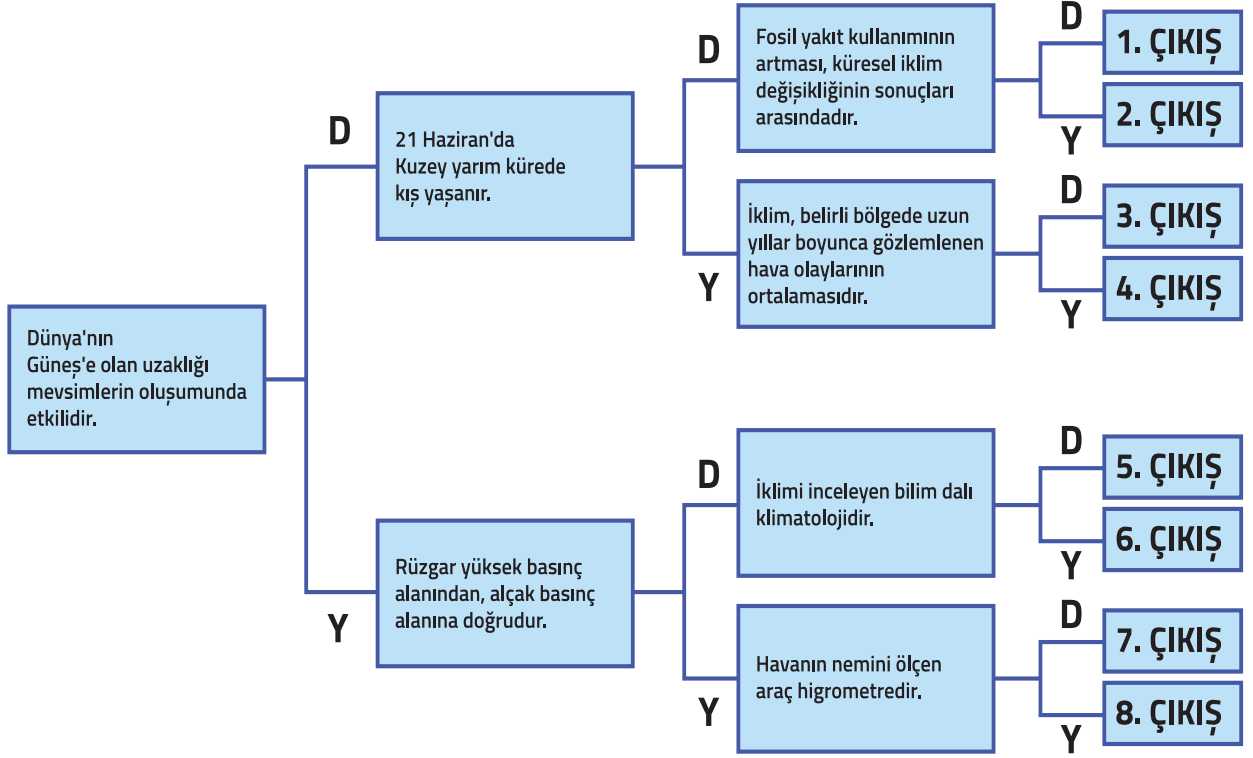 Dünya'nın
Güneş'e olan uzaklığı
mevsimlerin oluşumunda
etkilidir.
D
21 Haziran'da
Kuzey yarım kürede
kış yaşanır.
Y
Rüzgar yüksek basınç
alanından, alçak basınç
alanına doğrudur.
D
Fosil yakıt kullanımının
artması, küresel iklim
değişikliğinin sonuçları
arasındadır.
Y
İklim, belirli bölgede uzun
yıllar boyunca gözlemlenen
hava olaylarının
ortalamasıdır.
D
İklimi inceleyen bilim dalı
klimatolojidir.
Y
Havanın nemini ölçen
araç higrometredir.
D
1. ÇIKIŞ
2. ÇIKIŞ
Y
D
3. ÇIKIŞ
4. ÇIKIŞ
Y
D
5. ÇIKIŞ
6. ÇIKIŞ
Y
D
7. ÇIKIŞ
8. ÇIKIŞ
Y